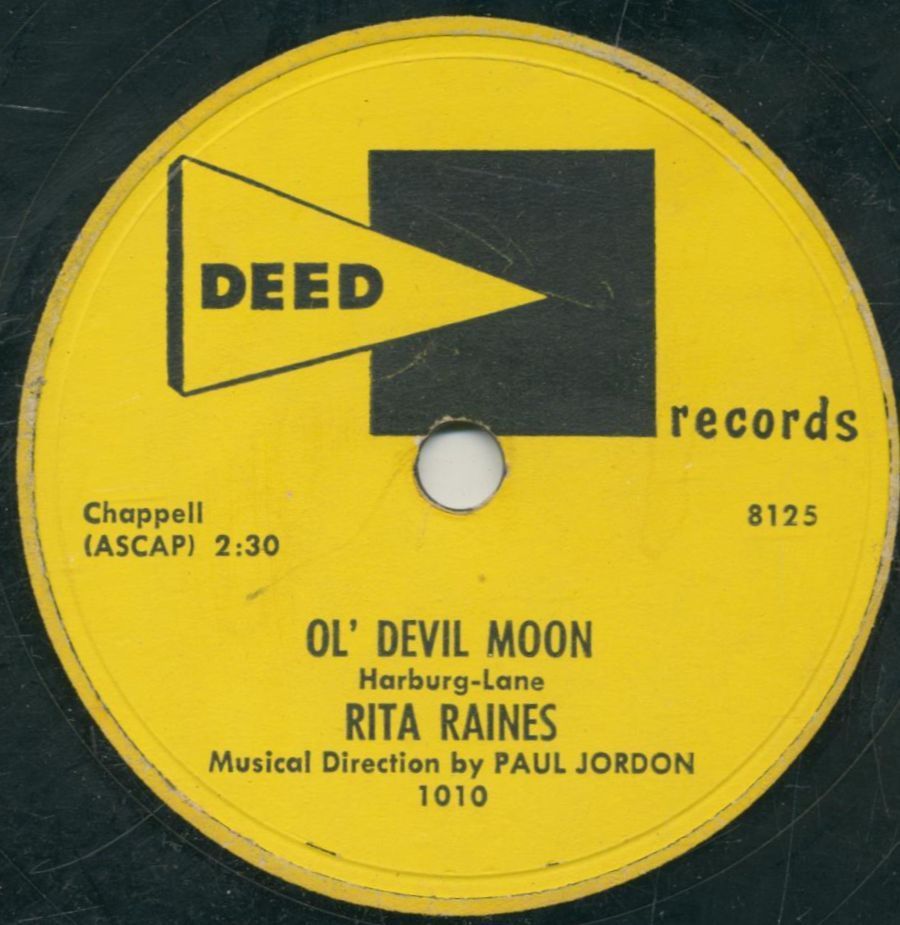 DEED
records
Chappell
(ASCAP) 2:30
8125
OL' DEVIL MOON
Harburg-Lane
RITA RAINES
Musical Direction by PAUL JORDON
1010